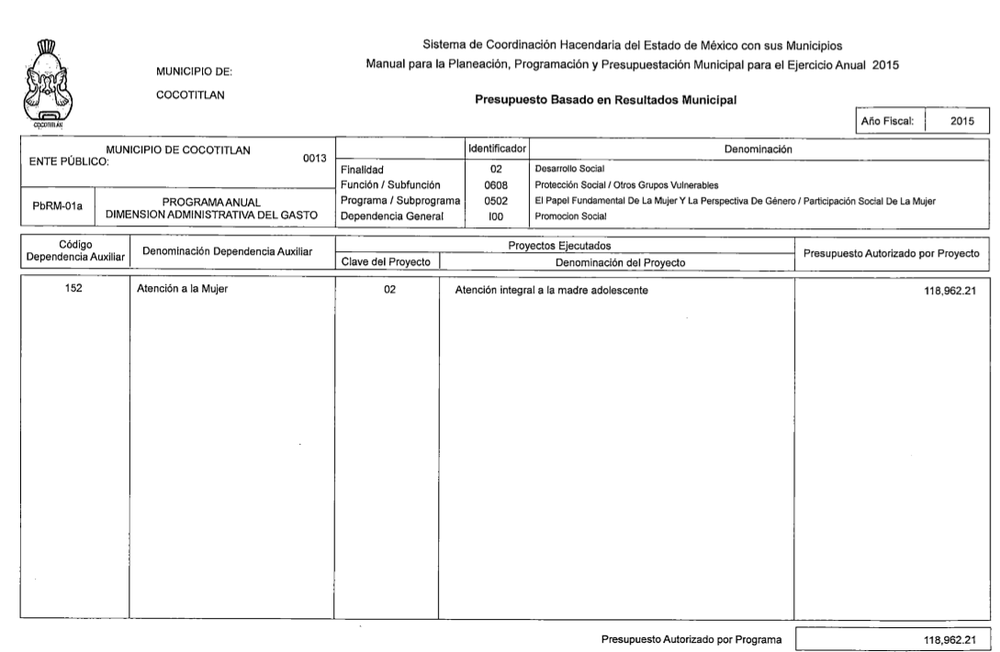 Sistema de Coordinación Hacendaria del Estado de México con sus Municipios
Manual para la Planeación, Programación y Presupuestación Municipal para el Ejercicio Anual 2015
MUNICIPIO DE:
COCOTITLAN
Presupuesto Basado en Resultados Municipal
COCOTITLAN
Año Fiscal: 2015
MUNICIPIO DE COCOTITLAN
ENTE PÚBLICO: 0013
PbRM-01a PROGRAMA ANUAL
DIMENSION ADMINISTRATIVA DEL GASTO
Identificador Denominación
Finalidad 02 Desarrollo Social
Función / Subfunción 0608 Protección Social / Otros Grupos Vulnerables
Programa / Subprograma 0502 El Papel Fundamental De La Mujer Y La Perspectiva De Género / Participación Social De La Mujer
Dependencia General I00 Promocion Social
Código
Dependencia Auxiliar Denominación Dependencia Auxiliar Proyectos Ejecutados Presupuesto Autorizado por Proyecto
Clave del Proyecto Denominación del Proyecto
152 Atención a la Mujer 02 Atención integral a la madre adolescente 118,962.21
Presupuesto Autorizado por Programa 118,962.21